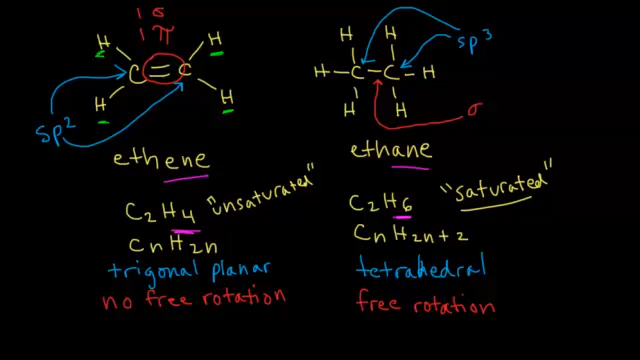 1 σ
1 π
H H
C = C
H H
sp²
ethene
C2H4 "unsaturated"
CnH2n
trigonal planar
no free rotation
H H
H - C - C - H
H H
sp³
σ
ethane
C2H6 "saturated"
CnH2n+2
tetrahedral
free rotation